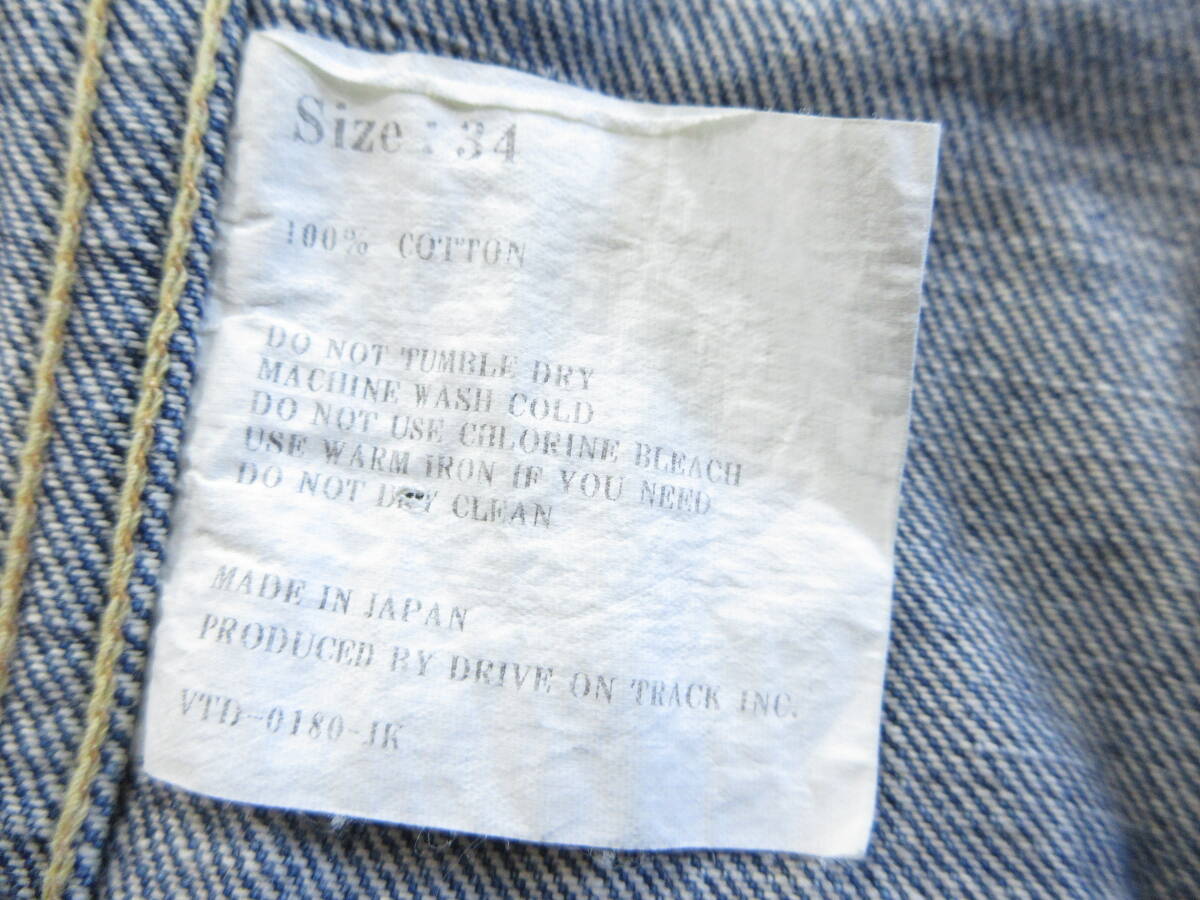 Size : 34
100% COTTON
DO NOT TUMBLE DRY
MACHINE WASH COLD
DO NOT USE CHLORINE BLEACH
USE WARM IRON IF YOU NEED
DO NOT DRY CLEAN
MADE IN JAPAN
PRODUCED BY DRIVE ON TRACK INC.
VTD-0180-JK